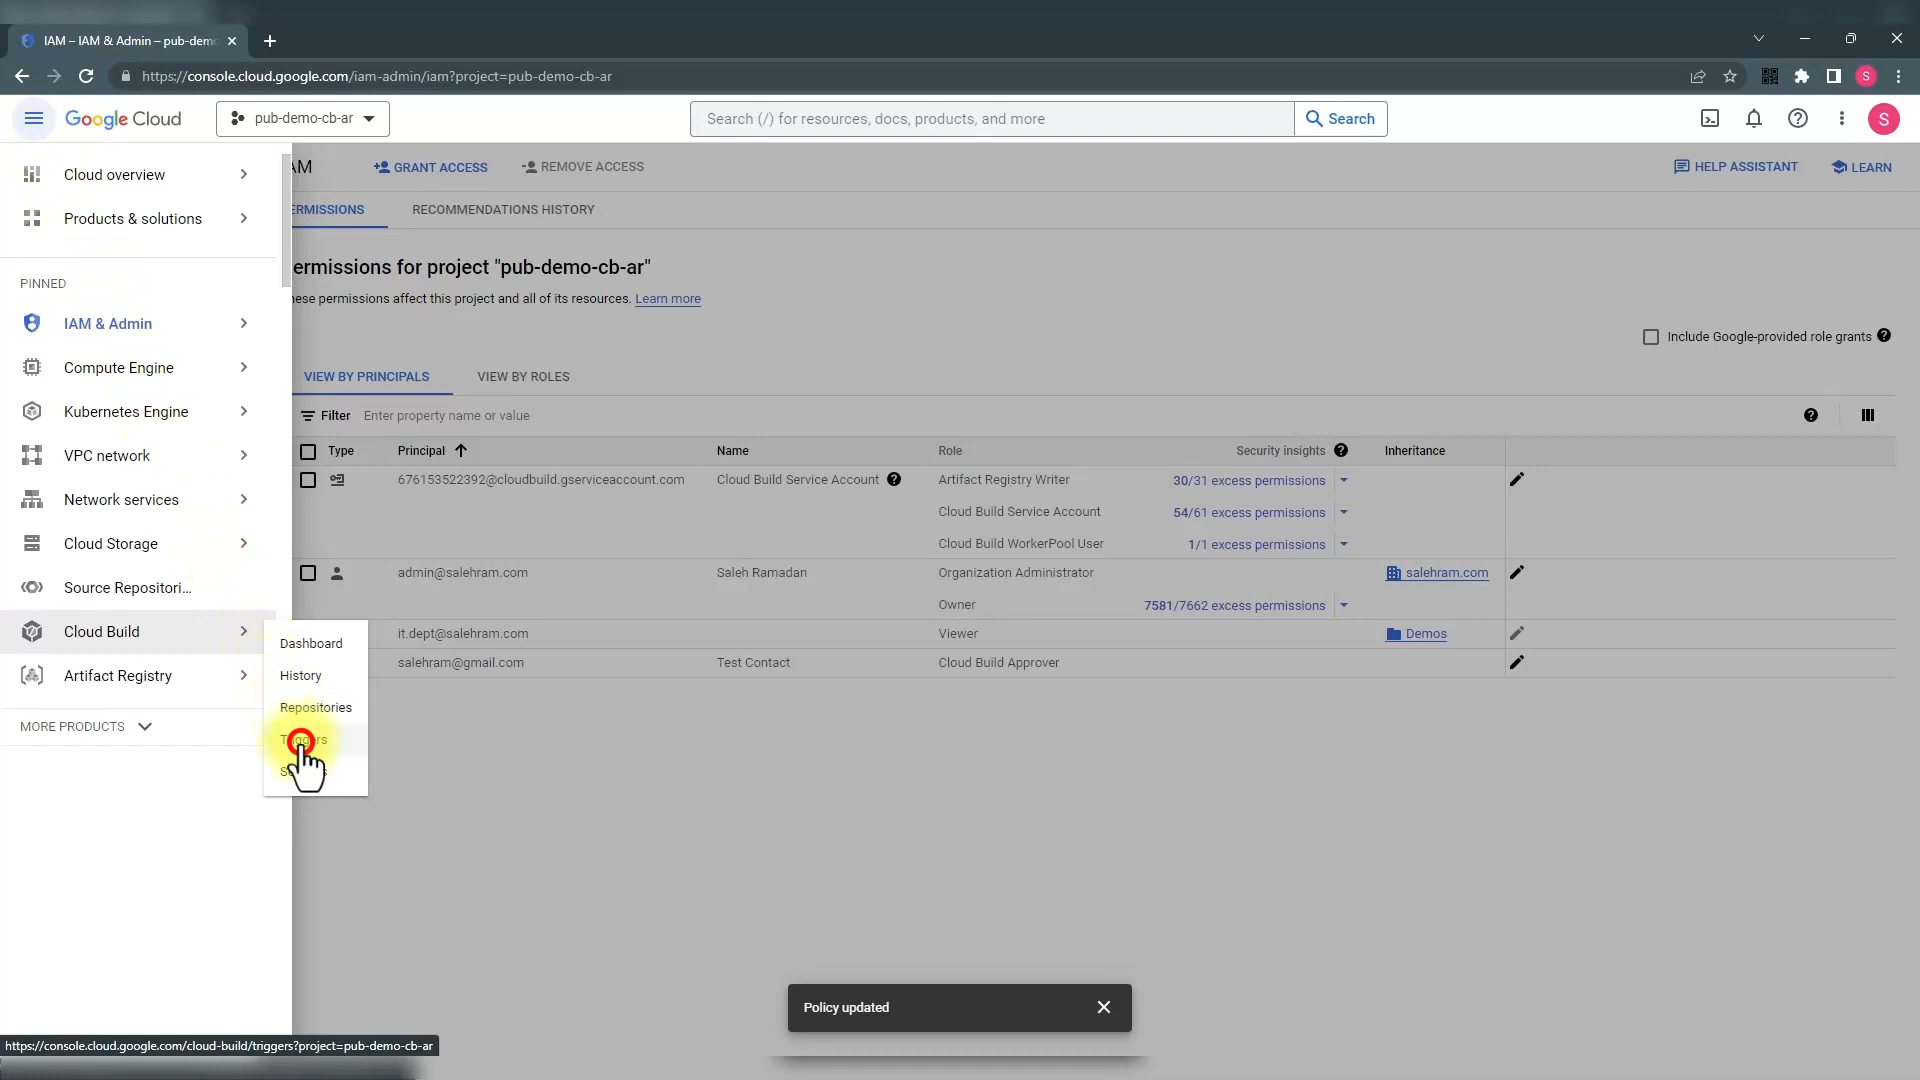 IAM – IAM & Admin – pub-demo
https://console.cloud.google.com/iam-admin/iam?project=pub-demo-cb-ar
S
Google Cloud
pub-demo-cb-ar
Search (/) for resources, docs, products, and more
Search
S
Cloud overview
Products & solutions
PINNED
IAM & Admin
Compute Engine
Kubernetes Engine
VPC network
Network services
Cloud Storage
Source Repositori...
Cloud Build
Artifact Registry
MORE PRODUCTS
Dashboard
History
Repositories
AM
GRANT ACCESS
REMOVE ACCESS
HELP ASSISTANT
LEARN
ERMISSIONS
RECOMMENDATIONS HISTORY
ermissions for project "pub-demo-cb-ar"
ese permissions affect this project and all of its resources. Learn more
Include Google-provided role grants
VIEW BY PRINCIPALS
VIEW BY ROLES
Filter Enter property name or value
Type Principal Name Role Security insights Inheritance
676153522392@cloudbuild.gserviceaccount.com Cloud Build Service Account Artifact Registry Writer 30/31 excess permissions
Cloud Build Service Account 54/61 excess permissions
Cloud Build WorkerPool User 1/1 excess permissions
admin@salehram.com Saleh Ramadan Organization Administrator salehram.com
Owner 7581/7662 excess permissions
it.dept@salehram.com Viewer Demos
salehram@gmail.com Test Contact Cloud Build Approver
Policy updated
https://console.cloud.google.com/cloud-build/triggers?project=pub-demo-cb-ar